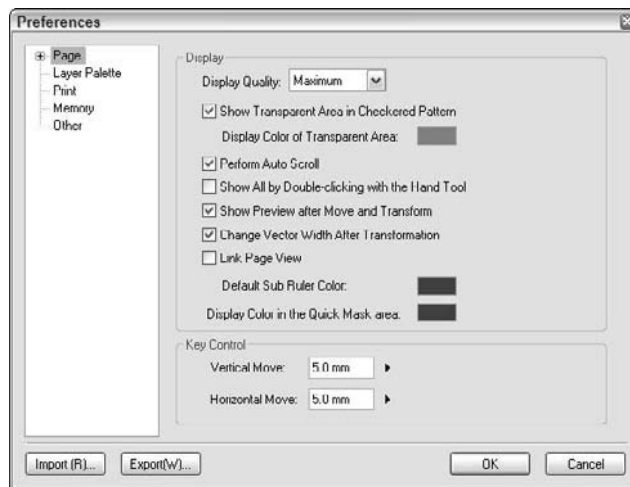 Preferences
Page
Layer Palette
Print
Memory
Other
Display
Display Quality: Maximum
Show Transparent Area in Checkered Pattern
Display Color of Transparent Area:
Perform Auto Scroll
Show All by Double-clicking with the Hand Tool
Show Preview after Move and Transform
Change Vector Width After Transformation
Link Page View
Default Sub Ruler Color:
Display Color in the Quick Mask area:
Key Control
Vertical Move: 5.0 mm
Horizontal Move: 5.0 mm
Import (R)... Export(W)... OK Cancel